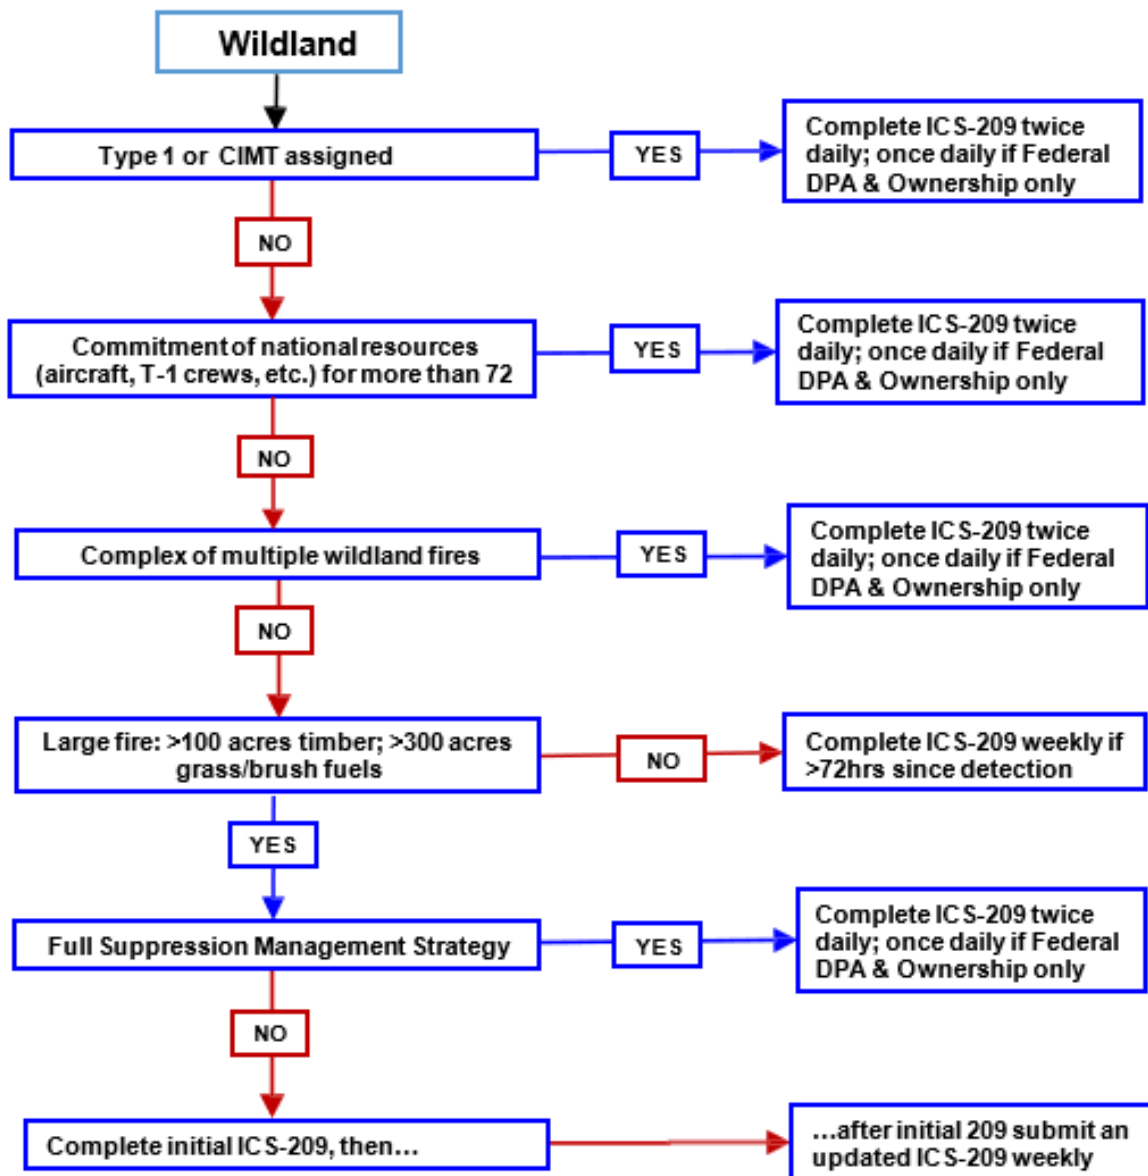 Wildland
Type 1 or CIMT assigned
YES
Complete ICS-209 twice
daily; once daily if Federal
DPA & Ownership only
NO
Commitment of national resources
(aircraft, T-1 crews, etc.) for more than 72
YES
Complete ICS-209 twice
daily; once daily if Federal
DPA & Ownership only
NO
Complex of multiple wildland fires
YES
Complete ICS-209 twice
daily; once daily if Federal
DPA & Ownership only
NO
Large fire: >100 acres timber; >300 acres
grass/brush fuels
NO
Complete ICS-209 weekly if
>72hrs since detection
YES
Full Suppression Management Strategy
YES
Complete ICS-209 twice
daily; once daily if Federal
DPA & Ownership only
NO
Complete initial ICS-209, then…
…after initial 209 submit an
updated ICS-209 weekly